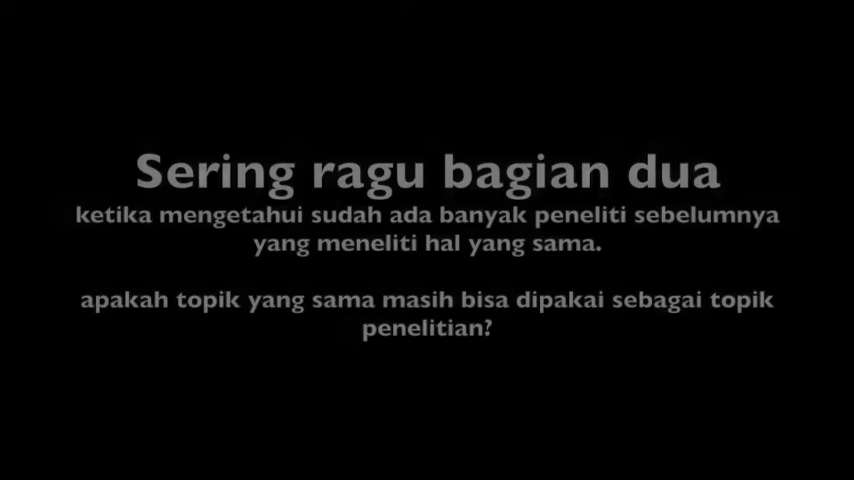 Sering ragu bagian dua
ketika mengetahui sudah ada banyak peneliti sebelumnya
yang meneliti hal yang sama.
apakah topik yang sama masih bisa dipakai sebagai topik
penelitian?